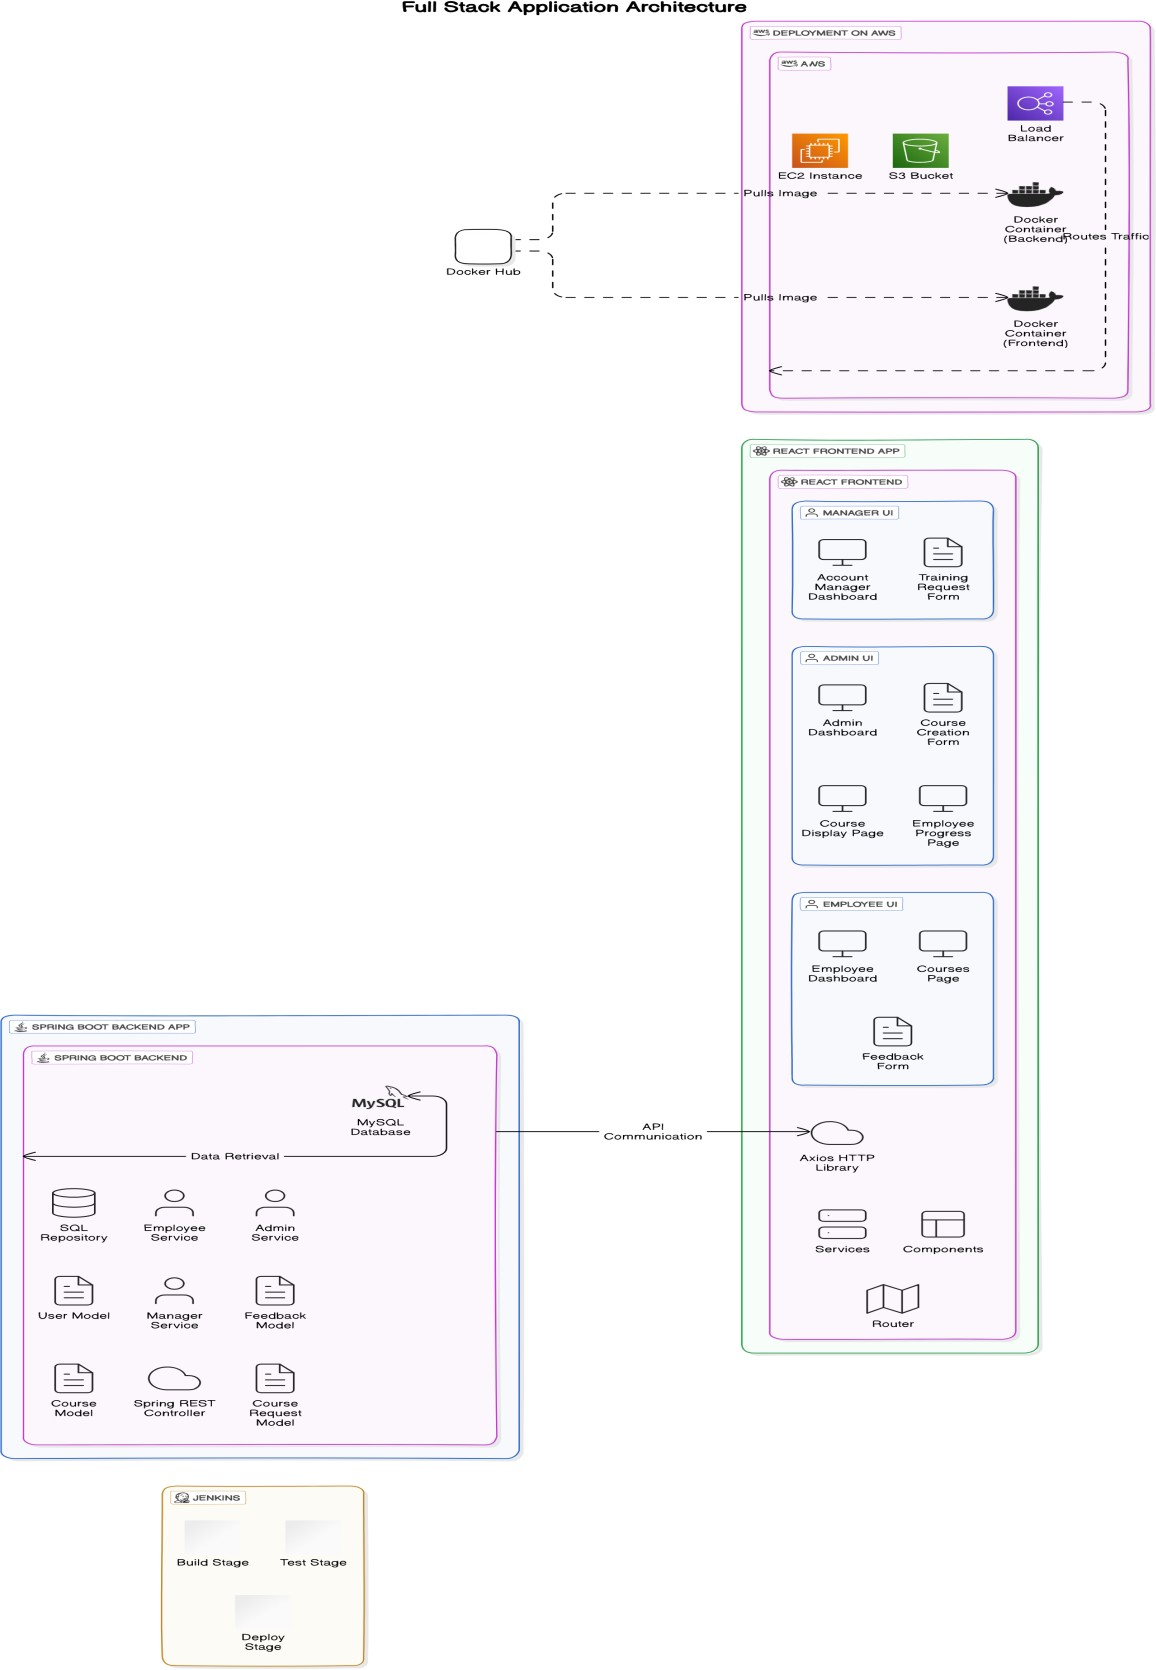 Full Stack Application Architecture
aws DEPLOYMENT ON AWS
aws AWS
Load
Balancer
EC2 Instance
S3 Bucket
Pulls Image
Docker
Container
(Backend)
Routes Traffic
Docker Hub
Pulls Image
Docker
Container
(Frontend)
REACT FRONTEND APP
REACT FRONTEND
MANAGER UI
Account
Manager
Dashboard
Training
Request
Form
ADMIN UI
Admin
Dashboard
Course
Creation
Form
Course
Display Page
Employee
Progress
Page
EMPLOYEE UI
Employee
Dashboard
Courses
Page
Feedback
Form
SPRING BOOT BACKEND APP
SPRING BOOT BACKEND
MySQL
MySQL
Database
Data Retrieval
API
Communication
Axios HTTP
Library
SQL
Repository
Employee
Service
Admin
Service
Services
Components
User Model
Manager
Service
Feedback
Model
Router
Course
Model
Spring REST
Controller
Course
Request
Model
JENKINS
Build Stage
Test Stage
Deploy
Stage